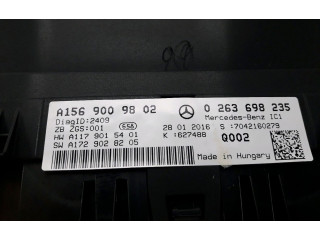 A156 900 98 02 0 263 698 235
DiagID:2409 Mercedes-Benz IC1
ZB ZGS:001 28 01 2016 S :7042160279
HW A117 901 54 01 K :627488 Q002
SW A172 902 82 05 Made in Hungary